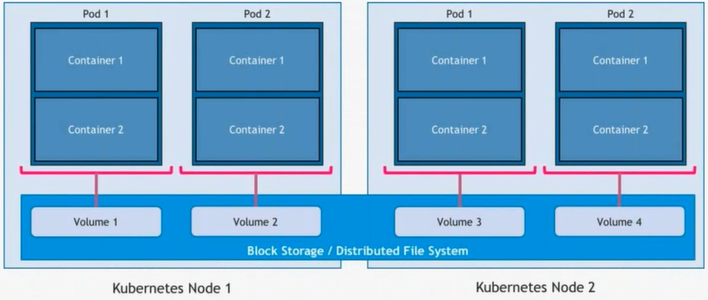 Pod 1
Pod 2
Pod 1
Pod 2
Container 1
Container 1
Container 1
Container 1
Container 2
Container 2
Container 2
Container 2
Volume 1
Volume 2
Volume 3
Volume 4
Block Storage / Distributed File System
Kubernetes Node 1
Kubernetes Node 2